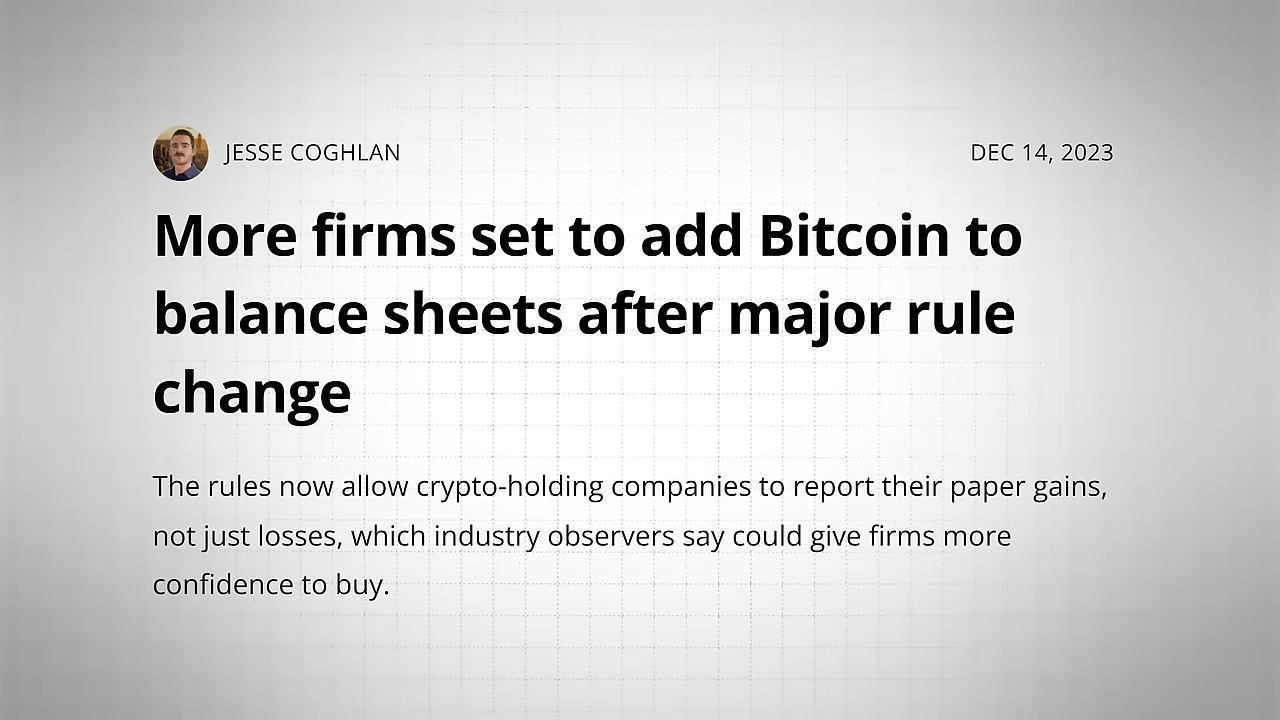 JESSE COGHLAN
DEC 14, 2023
More firms set to add Bitcoin to
balance sheets after major rule
change
The rules now allow crypto-holding companies to report their paper gains,
not just losses, which industry observers say could give firms more
confidence to buy.